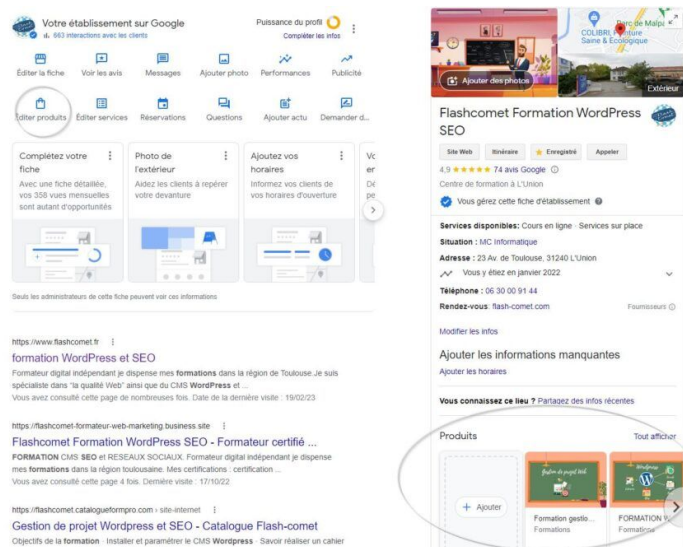 Votre établissement sur Google
663 interactions avec les clients
Puissance du profil
Compléter les infos
Éditer la fiche
Voir les avis
Messages
Ajouter photo
Performances
Publicité
Éditer produits
Éditer services
Réservations
Questions
Ajouter actu
Demander d...
Complétez votre fiche
Avec une fiche détaillée,
vos 358 vues mensuelles
sont autant d'opportunités
Photo de l'extérieur
Aidez les clients à repérer
votre devanture
Ajoutez vos horaires
Informez vos clients de
vos horaires d'ouverture
Seuls les administrateurs de cette fiche peuvent voir ces informations
https://www.flashcomet.fr
formation WordPress et SEO
Formateur digital indépendant je dispense mes formations dans la région de Toulouse.Je suis
spécialiste dans "la qualité Web" ainsi que du CMS WordPress et ...
Vous avez consulté cette page de nombreuses fois. Date de la dernière visite : 19/02/23
https://flashcomet-formateur-web-marketing.business.site
Flashcomet Formation WordPress SEO - Formateur certifié ...
FORMATION CMS SEO et RESEAUX SOCIAUX. Formateur digital indépendant je dispense
mes formations dans la région toulousaine. Mes certifications : certification ...
Vous avez consulté cette page 4 fois. Dernière visite : 17/10/22
https://flashcomet.catalogueformpro.com › site-internet
Gestion de projet Wordpress et SEO - Catalogue Flash-comet
Objectifs de la formation · Installer et paramétrer le CMS Wordpress · Savoir réaliser un cahier
Parc de Malpa
COLIBRI, Peinture
Saine & Écologique
Ajouter des photos
Extérieur
Flashcomet Formation WordPress
SEO
Site Web
Itinéraire
Enregistré
Appeler
4,9 ★★★★★ 74 avis Google
Centre de formation à L'Union
Vous gérez cette fiche d'établissement
Services disponibles: Cours en ligne · Services sur place
Situation : MC Informatique
Adresse : 23 Av. de Toulouse, 31240 L'Union
Vous y étiez en janvier 2022
Téléphone : 06 30 00 91 44
Rendez-vous: flash-comet.com
Fournisseurs
Modifier les infos
Ajouter les informations manquantes
Ajouter les horaires
Vous connaissez ce lieu ? Partagez des infos récentes
Produits
Tout afficher
+ Ajouter
Gestion de projet Web
Wordpress
Formation gestio...
Formations
FORMATION W...
Formations